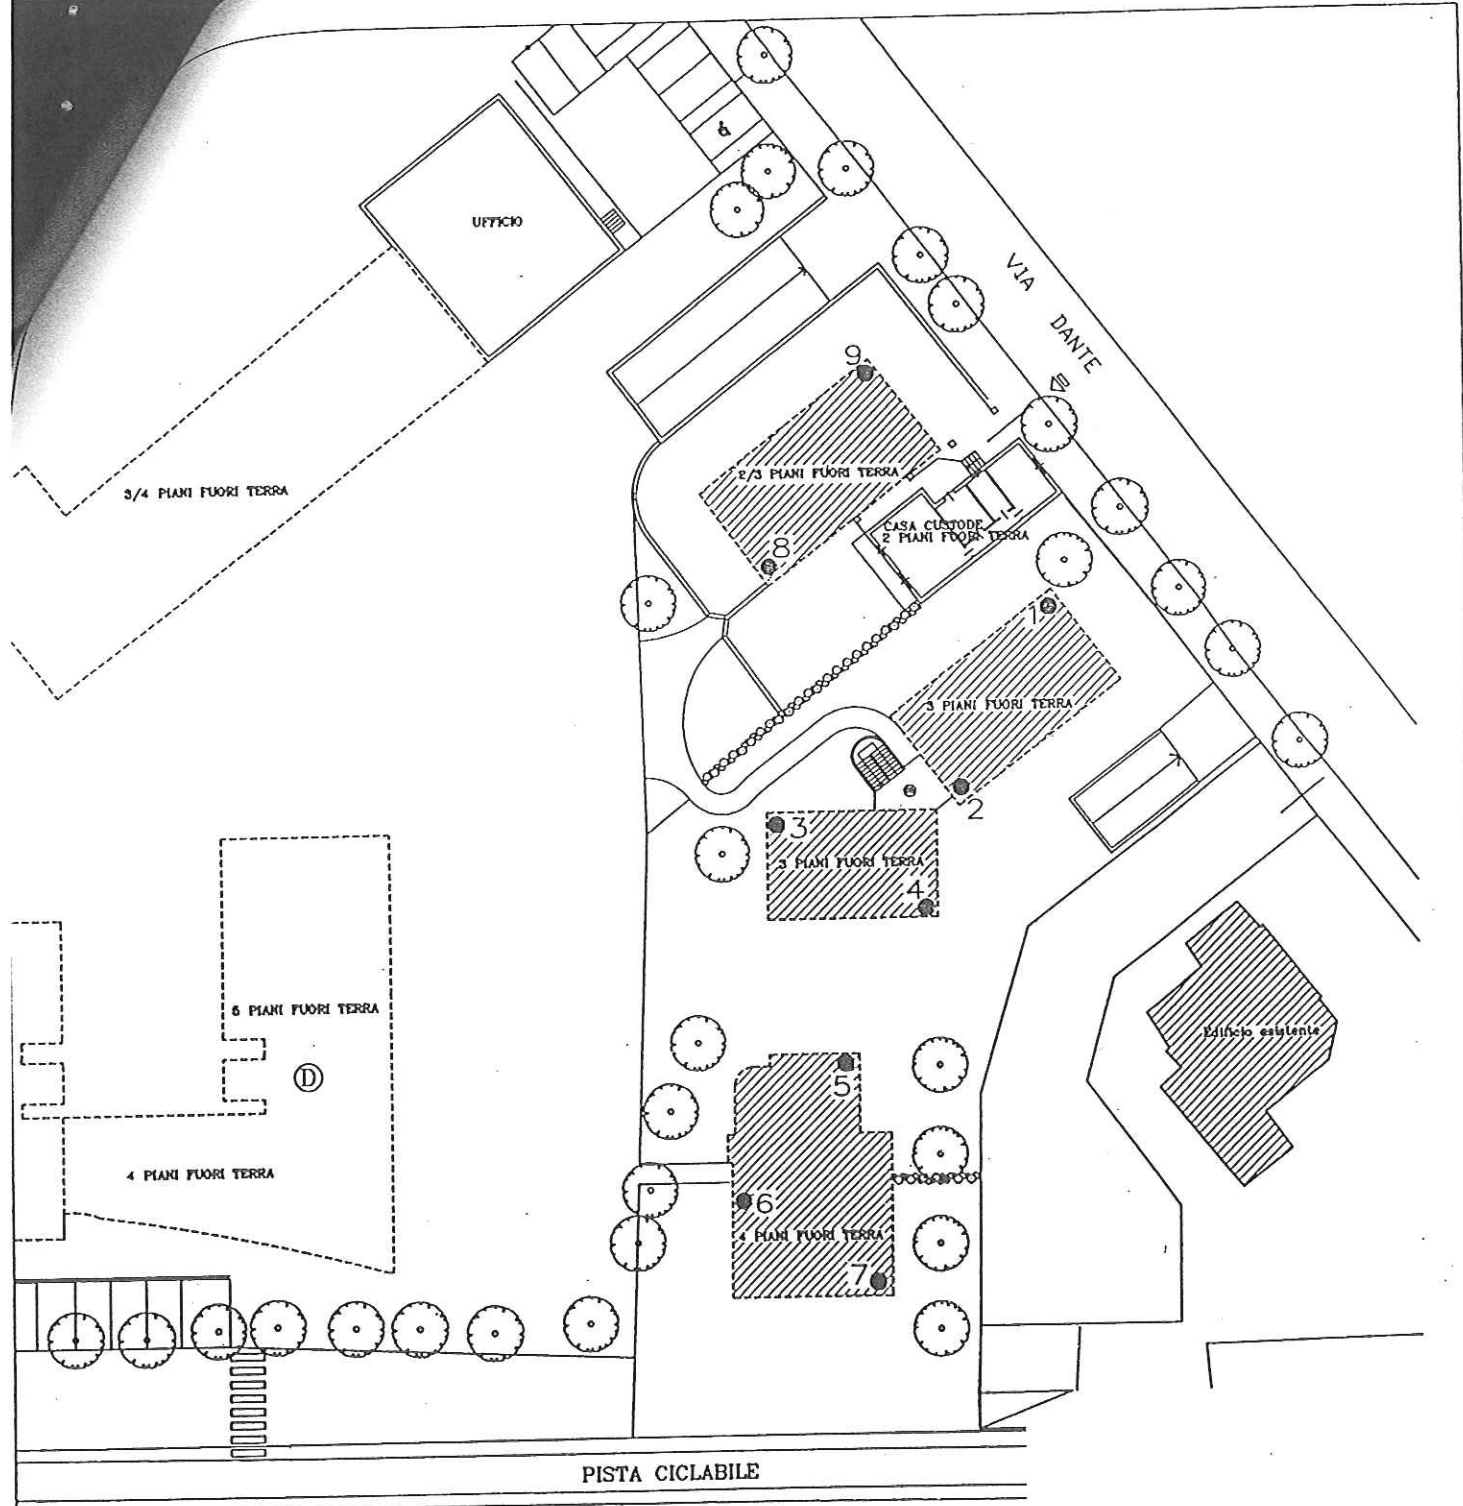 UFFICIO
VIA DANTE
9
2/3 PIANI FUORI TERRA
3/4 PIANI FUORI TERRA
CASA CUSTODE
2 PIANI FUORI TERRA
8
1
3 PIANI FUORI TERRA
2
3
3 PIANI FUORI TERRA
4
5 PIANI FUORI TERRA
Edificio esistente
D
5
4 PIANI FUORI TERRA
6
4 PIANI FUORI TERRA
7
PISTA CICLABILE